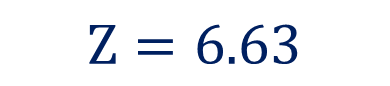 Z = 6.63